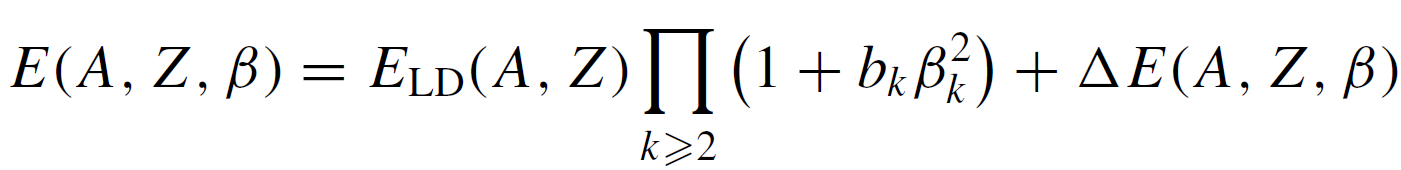 E(A, Z, β) = E_LD(A, Z) ∏_{k⩾2} (1 + b_k β_k^2) + ΔE(A, Z, β)